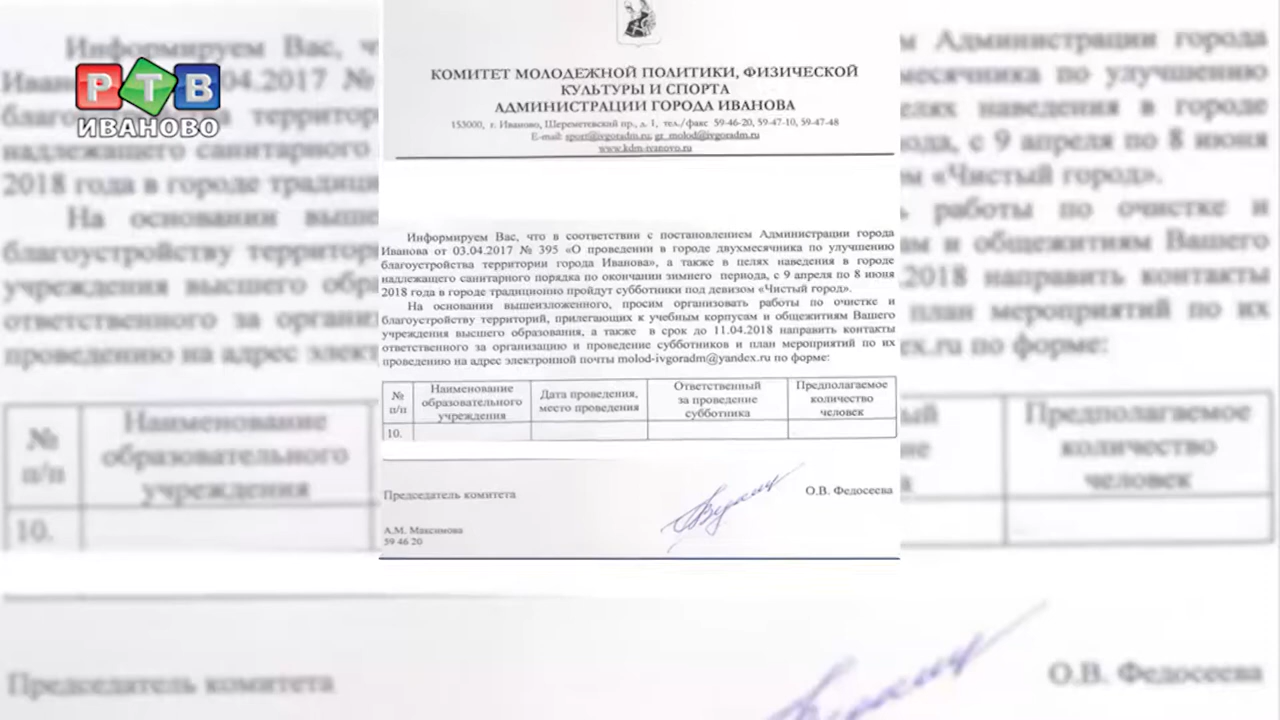 РТВ
ИВАНОВО
КОМИТЕТ МОЛОДЕЖНОЙ ПОЛИТИКИ, ФИЗИЧЕСКОЙ
КУЛЬТУРЫ И СПОРТА
АДМИНИСТРАЦИИ ГОРОДА ИВАНОВА
153000, г. Иваново, Шереметевский пр., д. 1, тел./факс 59-46-20, 59-47-10, 59-47-48
E-mail: sport@ivgoradm.ru, gr_molod@ivgoradm.ru
www.kdm-ivanovo.ru
Информируем Вас, что в соответствии с постановлением Администрации города
Иванова от 03.04.2017 № 395 «О проведении в городе двухмесячника по улучшению
благоустройства территории города Иванова», а также в целях наведения в городе
надлежащего санитарного порядка по окончании зимнего периода, с 9 апреля по 8 июня
2018 года в городе традиционно пройдут субботники под девизом «Чистый город».
На основании вышеизложенного, просим организовать работы по очистке и
благоустройству территорий, прилегающих к учебным корпусам и общежитиям Вашего
учреждения высшего образования, а также в срок до 11.04.2018 направить контакты
ответственного за организацию и проведение субботников и план мероприятий по их
проведению на адрес электронной почты molod-ivgoradm@yandex.ru по форме:
№ п/п
Наименование образовательного учреждения
Дата проведения, место проведения
Ответственный за проведение субботника
Предполагаемое количество человек
10.
Председатель комитета
О.В. Федосеева
А.М. Максимова
59 46 20